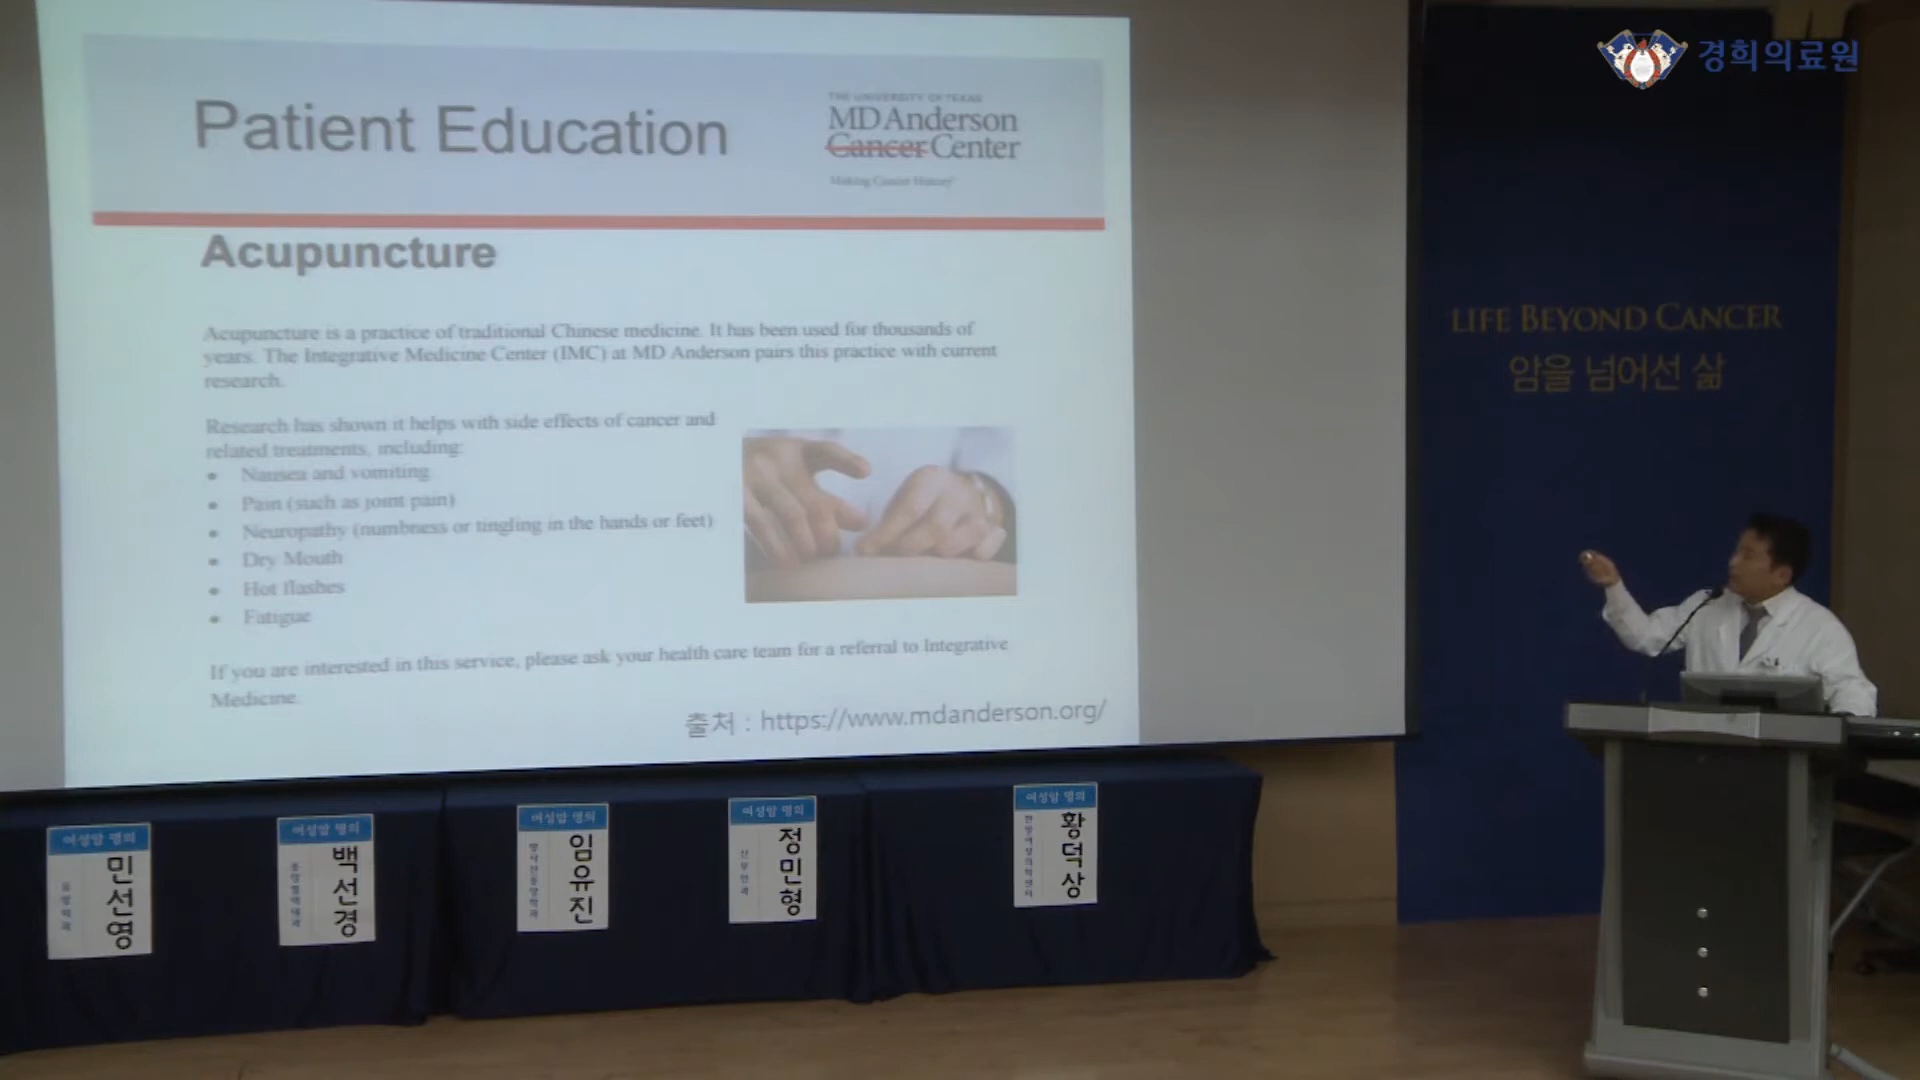 경희의료원
Patient Education
THE UNIVERSITY OF TEXAS
MD Anderson
Cancer Center
Making Cancer History
Acupuncture
Acupuncture is a practice of traditional Chinese medicine. It has been used for thousands of
years. The Integrative Medicine Center (IMC) at MD Anderson pairs this practice with current
research.
Research has shown it helps with side effects of cancer and
related treatments, including:
• Nausea and vomiting
• Pain (such as joint pain)
• Neuropathy (numbness or tingling in the hands or feet)
• Dry Mouth
• Hot flashes
• Fatigue
If you are interested in this service, please ask your health care team for a referral to Integrative
Medicine.
출처 : https://www.mdanderson.org/
LIFE BEYOND CANCER
암을 넘어선 삶
여성암 명의
민선영
여성암 명의
백선경
여성암 명의
임유진
여성암 명의
정민형
산부인과
여성암 명의
황덕상